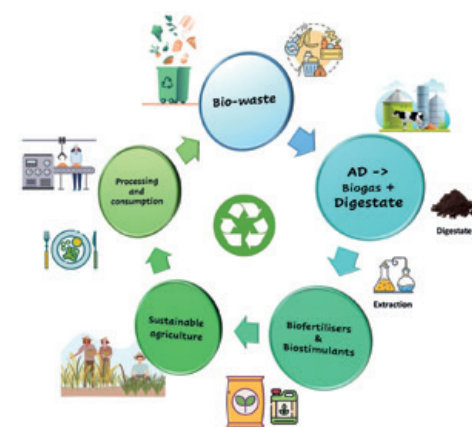 Bio-waste
AD ->
Biogas +
Digestate
Digestate
Extraction
Biofertilisers
&
Biostimulants
Sustainable
agriculture
Processing
and
consumption